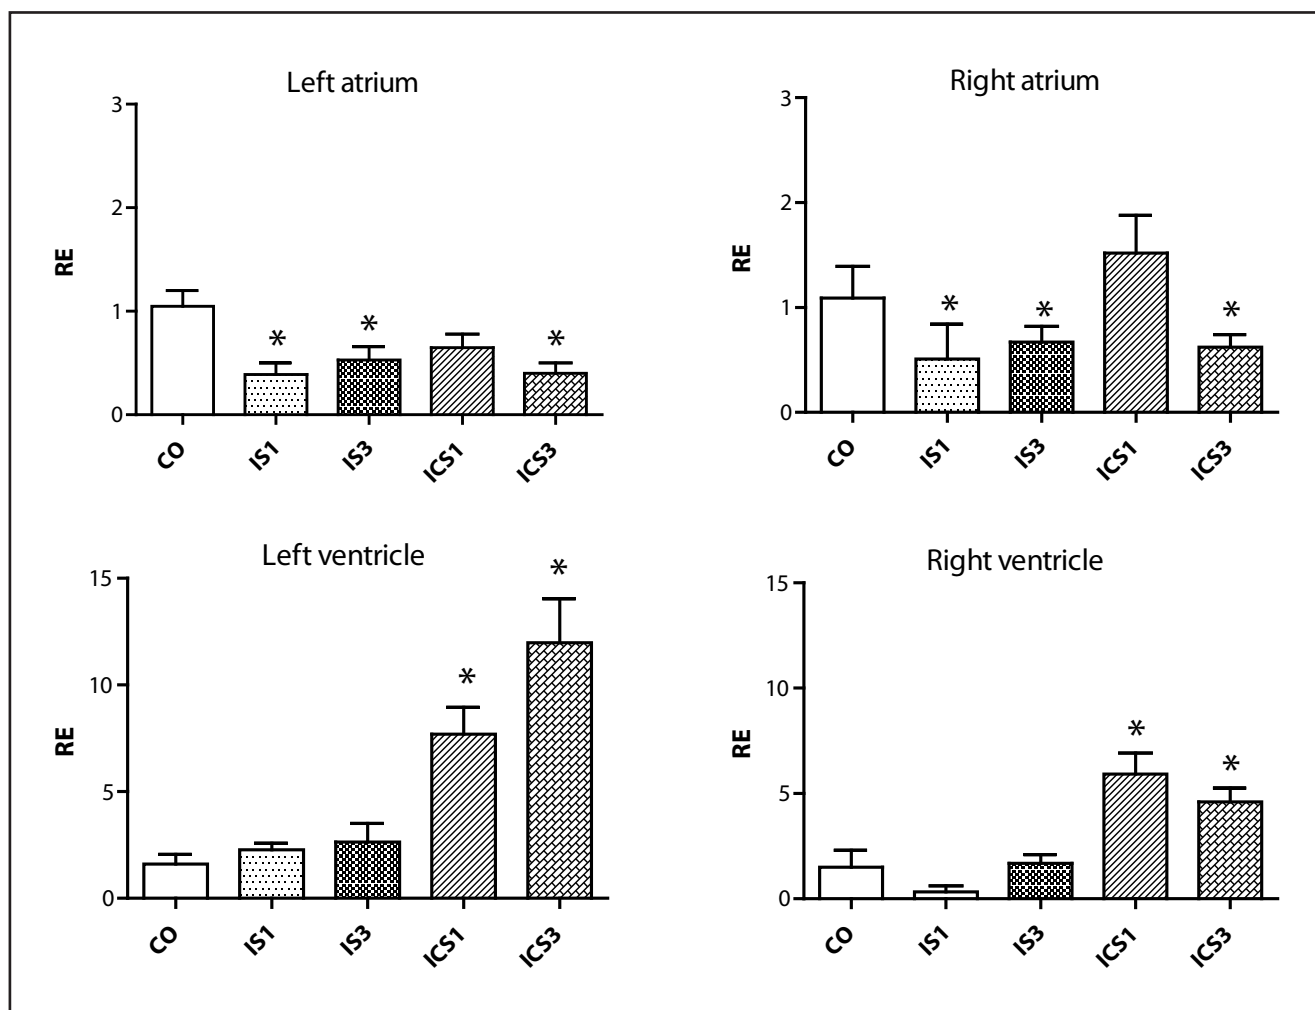 Left atrium
3
2
1
0
RE
*
*
*
CO
IS1
IS3
ICS1
ICS3
Right atrium
3
2
1
0
RE
*
*
*
CO
IS1
IS3
ICS1
ICS3
Left ventricle
15
10
5
0
RE
*
*
CO
IS1
IS3
ICS1
ICS3
Right ventricle
15
10
5
0
RE
*
*
CO
IS1
IS3
ICS1
ICS3